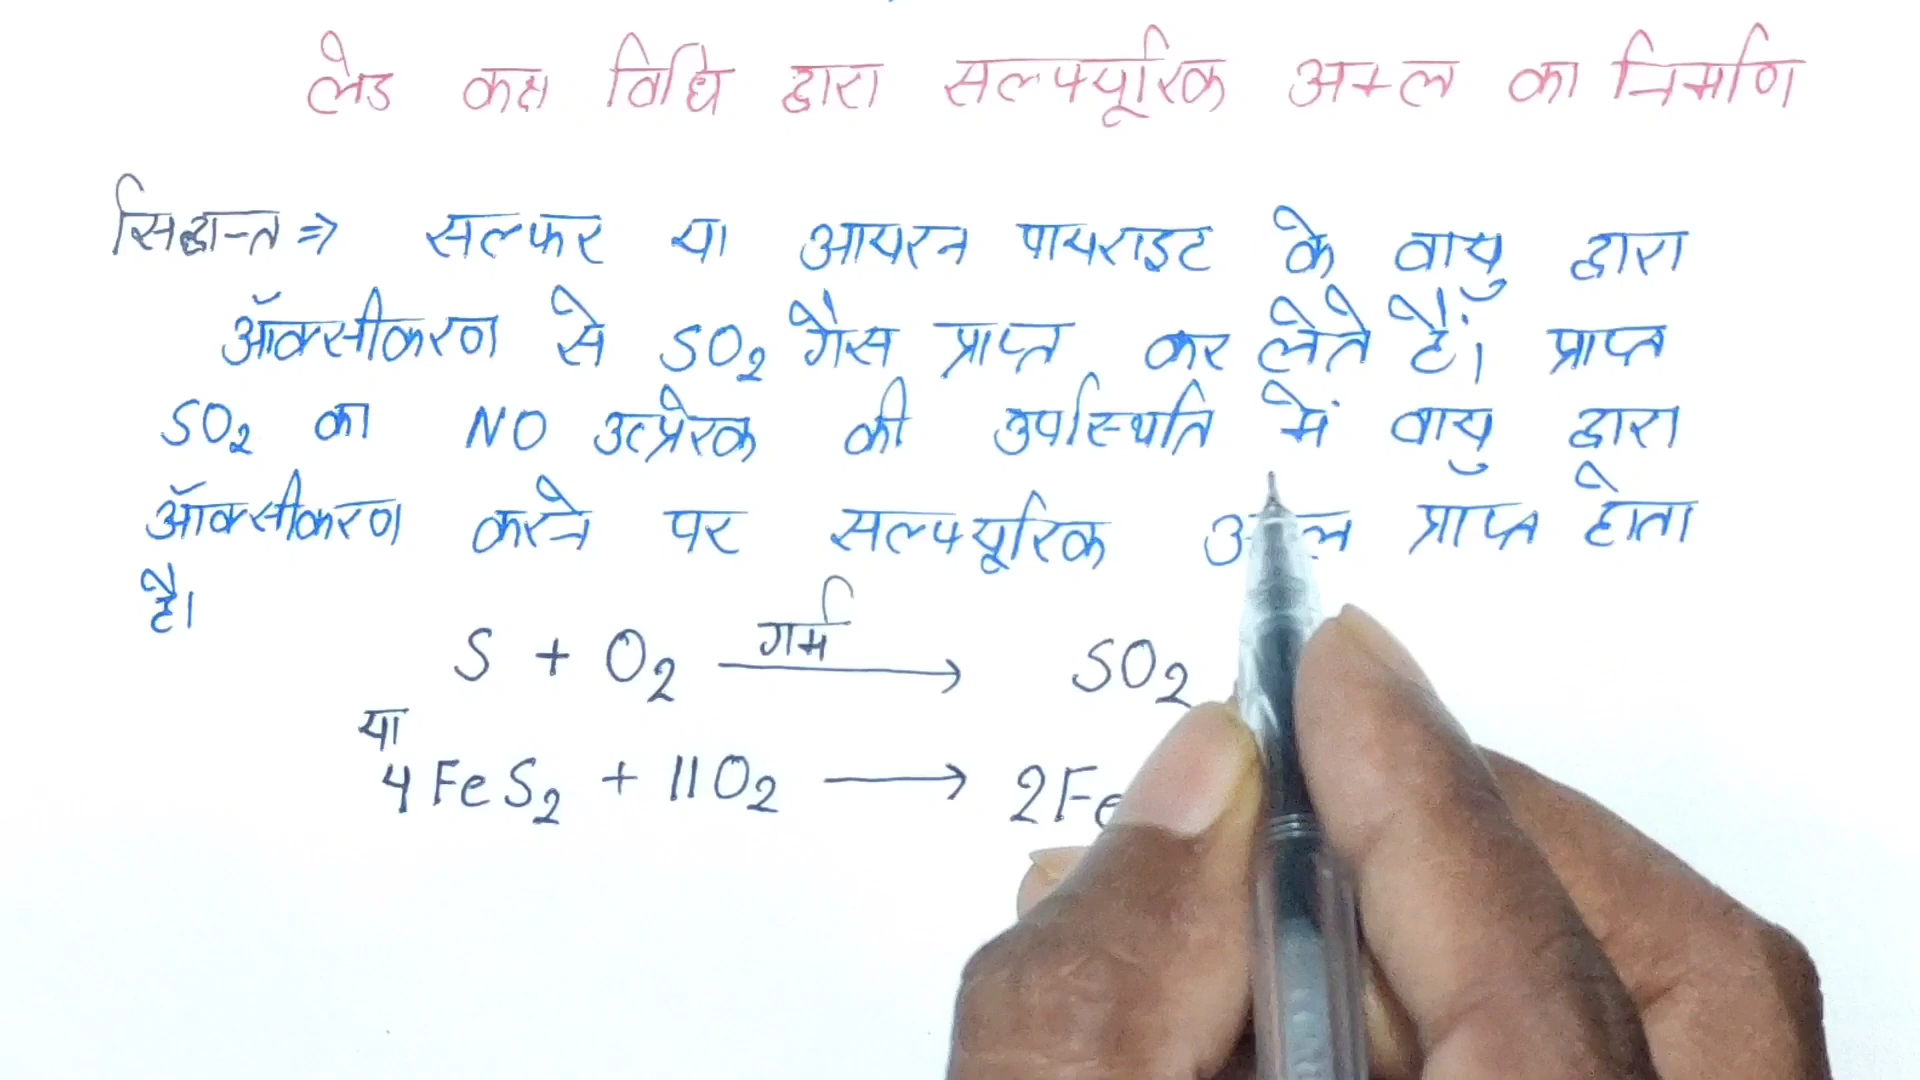 लेड कक्ष विधि द्वारा सल्फ्यूरिक अम्ल का निर्माण
सिद्धान्त ⇒ सल्फर या आयरन पायराइट के वायु द्वारा
ऑक्सीकरण से SO₂ गैस प्राप्त कर लेते हैं। प्राप्त
SO₂ का NO उत्प्रेरक की उपस्थिति में वायु द्वारा
ऑक्सीकरण करने पर सल्फ्यूरिक अम्ल प्राप्त होता
है।
S + O₂ गर्म ⟶ SO₂
या
4FeS₂ + 11O₂ ⟶ 2Fe